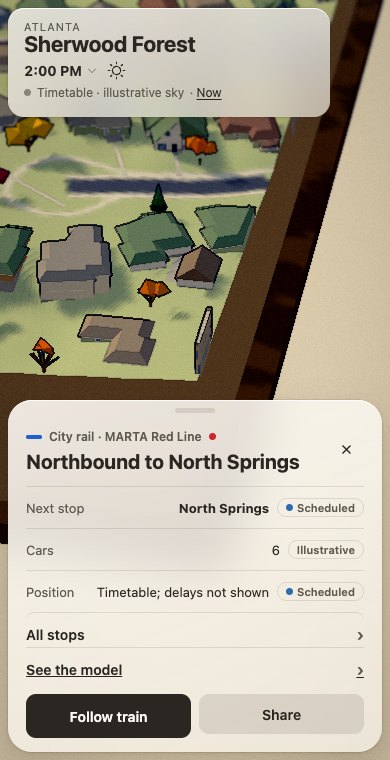 ATLANTA
Sherwood Forest
2:00 PM
Timetable · illustrative sky · Now
City rail · MARTA Red Line
Northbound to North Springs
Next stop North Springs Scheduled
Cars 6 Illustrative
Position Timetable; delays not shown Scheduled
All stops
See the model
Follow train Share